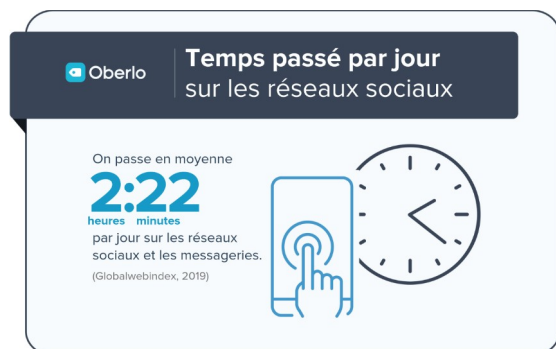 Oberlo
Temps passé par jour
sur les réseaux sociaux
On passe en moyenne
2:22
heures minutes
par jour sur les réseaux
sociaux et les messageries.
(Globalwebindex, 2019)